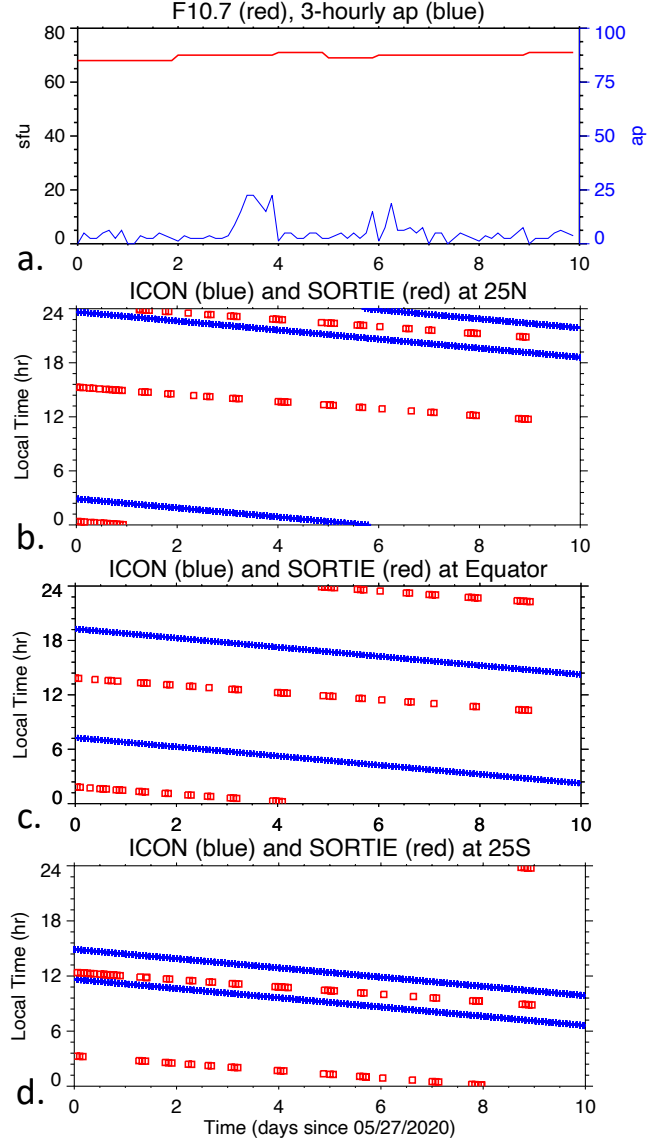 F10.7 (red), 3-hourly ap (blue)
80
60
40
20
0
sfu
100
75
50
25
0
ap
0 2 4 6 8 10
a.
ICON (blue) and SORTIE (red) at 25N
24
18
12
6
0
Local Time (hr)
0 2 4 6 8 10
b.
ICON (blue) and SORTIE (red) at Equator
24
18
12
6
0
Local Time (hr)
0 2 4 6 8 10
c.
ICON (blue) and SORTIE (red) at 25S
24
18
12
6
0
Local Time (hr)
0 2 4 6 8 10
d.
Time (days since 05/27/2020)